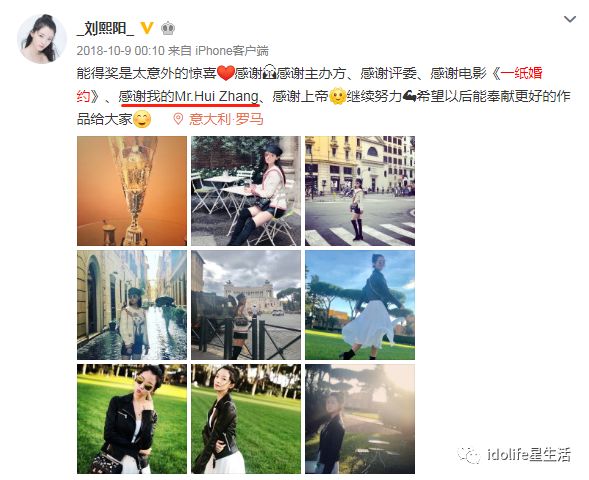 _刘熙阳_
2018-10-9 00:10 来自 iPhone客户端
能得奖是太意外的惊喜❤️感谢🎧感谢主办方、感谢评委、感谢电影《一纸婚
约》、感谢我的Mr.Hui Zhang、感谢上帝🙂继续努力💪希望以后能奉献更好的作
品给大家😊 意大利·罗马
idolife星生活